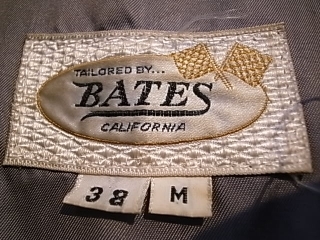 TAILORED BY...
BATES
CALIFORNIA
38 M